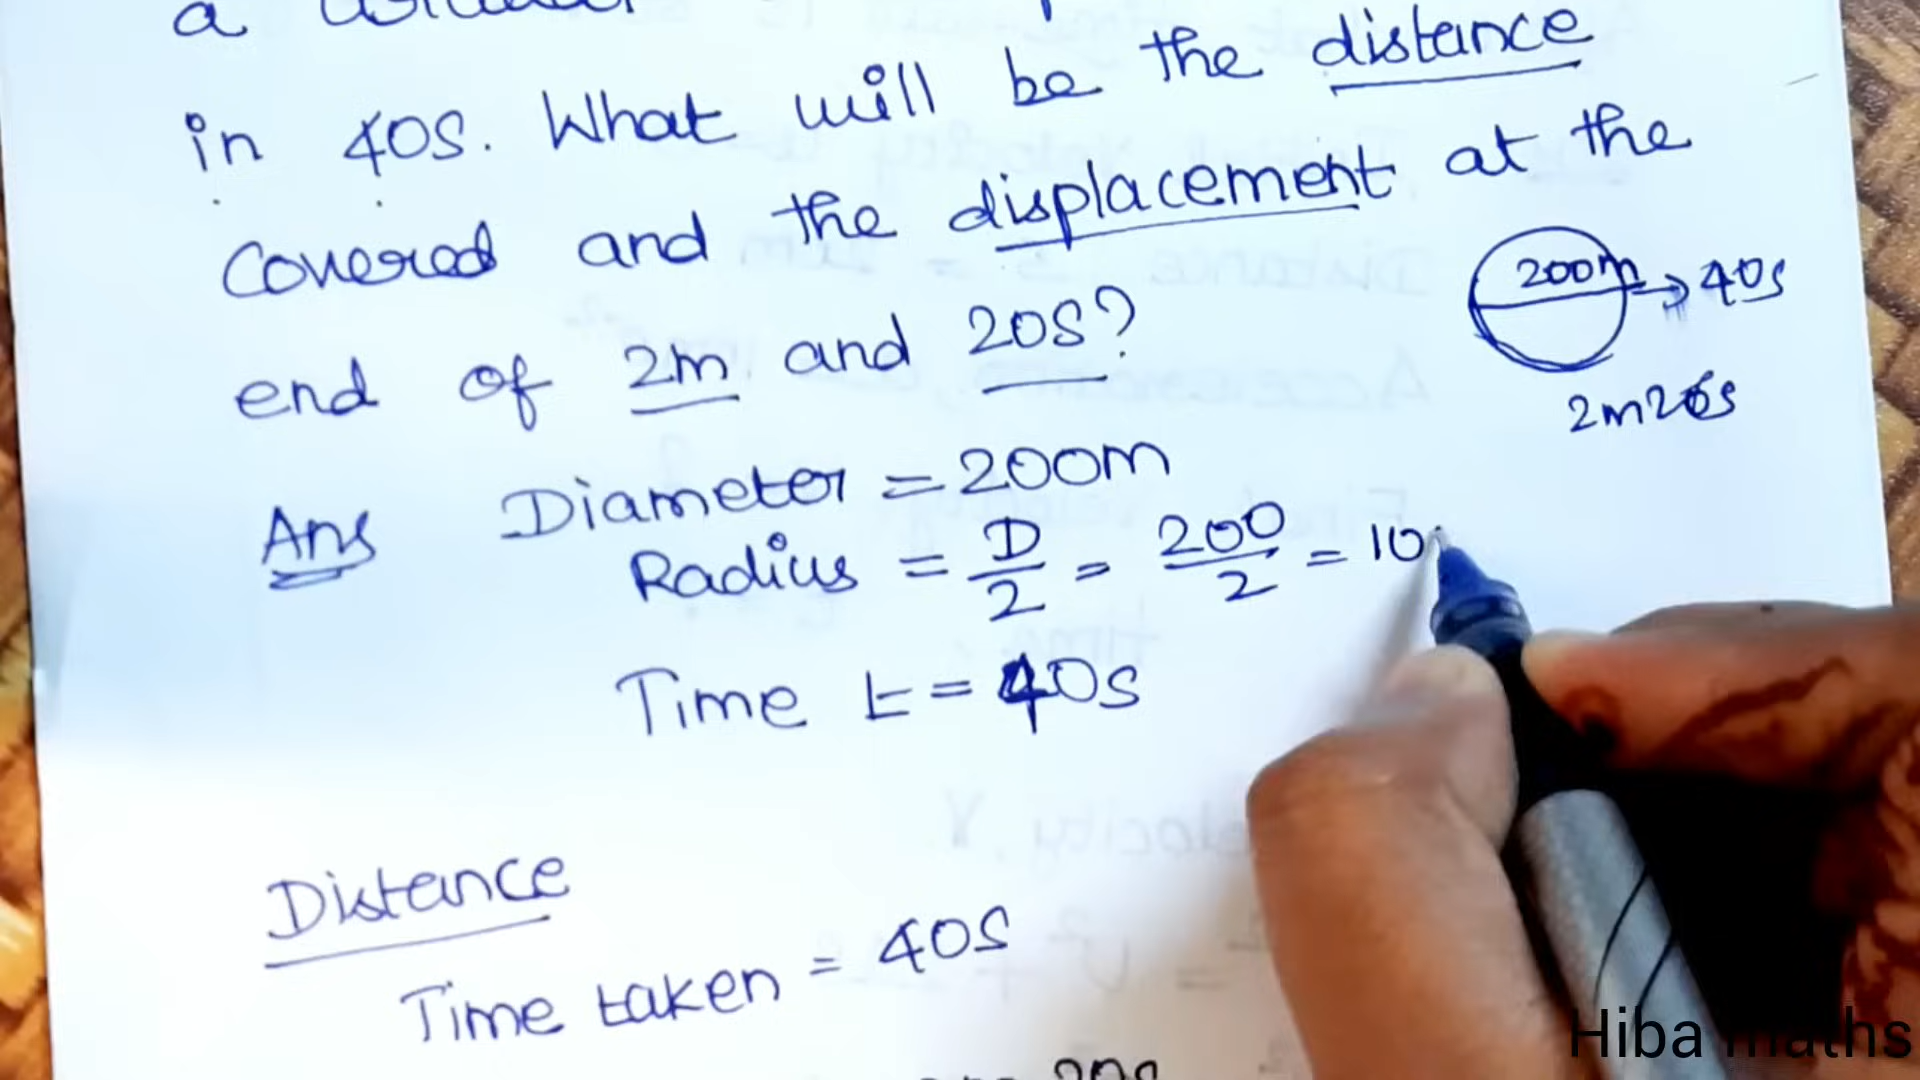 a
in 40s. What will be the distance
covered and the displacement at the
end of 2m and 20s?
200m → 40s
2m20s
Ans Diameter = 200m
Radius = D/2 = 200/2 = 10
Time t = 40s
Distance
Time taken = 40s
20s
Hiba maths